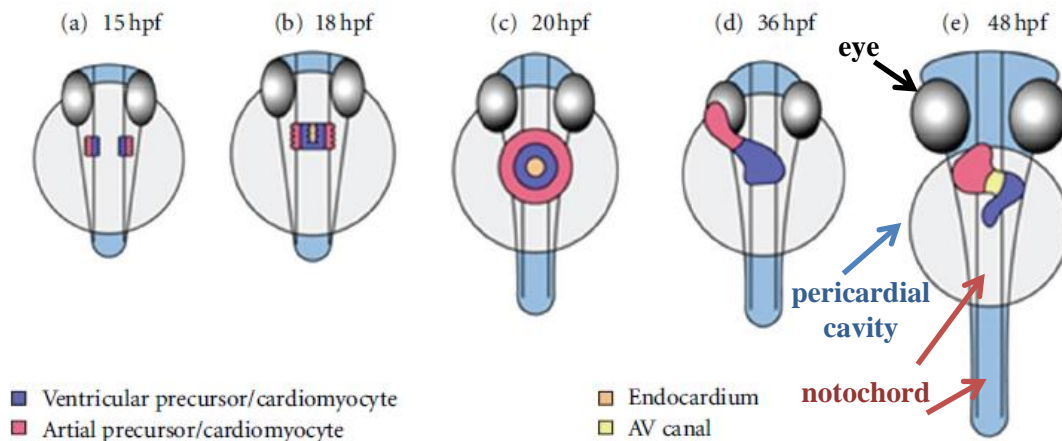 (a) 15 hpf
(b) 18 hpf
(c) 20 hpf
(d) 36 hpf
(e) 48 hpf
eye
pericardial
cavity
notochord
Ventricular precursor/cardiomyocyte
Artial precursor/cardiomyocyte
Endocardium
AV canal